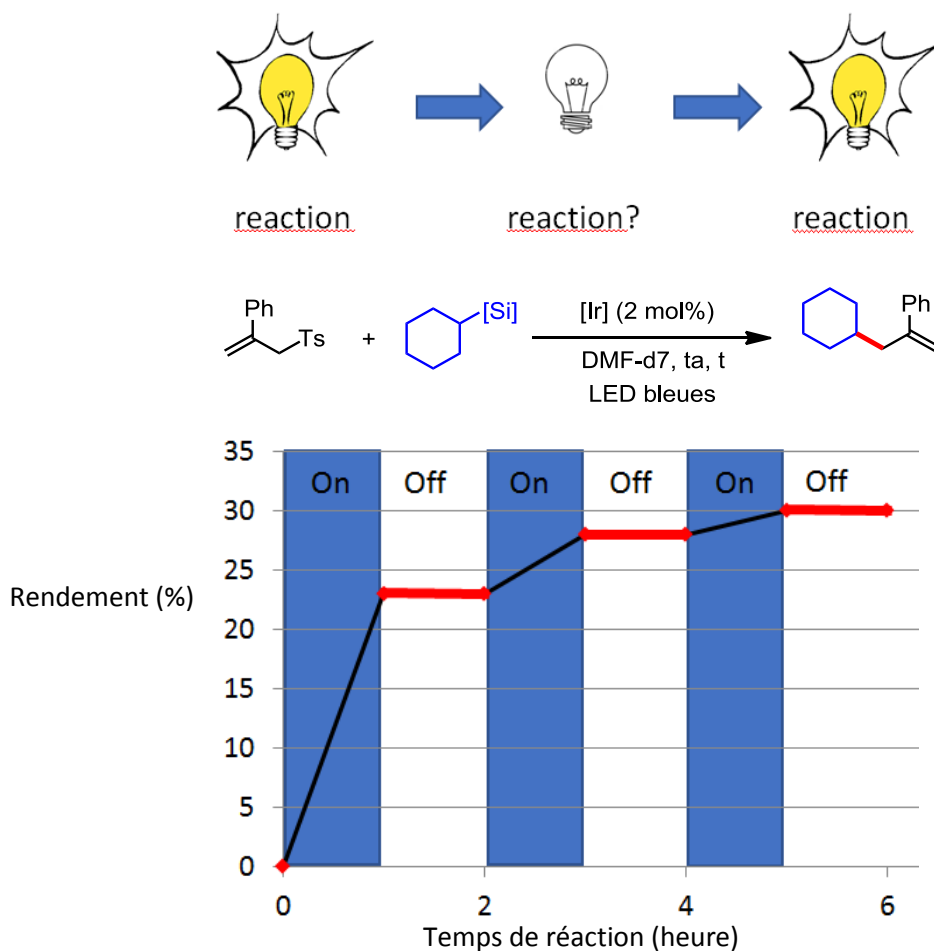 reaction
reaction?
reaction
Ph
Ts
+
[Si]
[Ir] (2 mol%)
DMF-d7, ta, t
LED bleues
Ph
35
30
25
20
15
10
5
0
On
Off
On
Off
On
Off
Rendement (%)
0
2
4
6
Temps de réaction (heure)